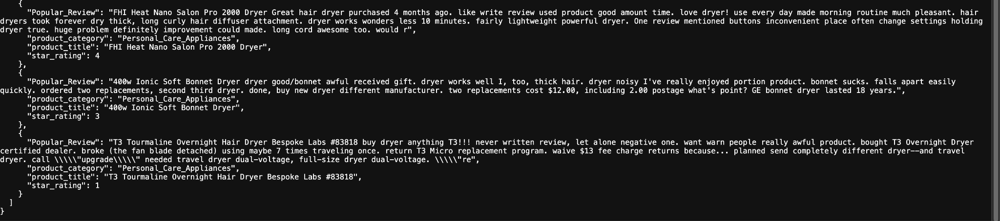 {
"Popular_Review": "FHI Heat Nano Salon Pro 2000 Dryer Great hair dryer purchased 4 months ago. like write review used product good amount time. love dryer! use every day made morning routine much pleasant. hair
dryers took forever dry thick, long curly hair diffuser attachment. dryer works wonders less 10 minutes. fairly lightweight powerful dryer. One review mentioned buttons inconvenient place often change settings holding
dryer true. huge problem definitely improvement could made. long cord awesome too. would r",
"product_category": "Personal_Care_Appliances",
"product_title": "FHI Heat Nano Salon Pro 2000 Dryer",
"star_rating": 4
},
{
"Popular_Review": "400w Ionic Soft Bonnet Dryer dryer good/bonnet awful received gift. dryer works well I, too, thick hair. dryer noisy I've really enjoyed portion product. bonnet sucks. falls apart easily
quickly. ordered two replacements, second third dryer. done, buy new dryer different manufacturer. two replacements cost $12.00, including 2.00 postage what's point? GE bonnet dryer lasted 18 years.",
"product_category": "Personal_Care_Appliances",
"product_title": "400w Ionic Soft Bonnet Dryer",
"star_rating": 3
},
{
"Popular_Review": "T3 Tourmaline Overnight Hair Dryer Bespoke Labs #83818 buy dryer anything T3!!! never written review, let alone negative one. want warn people really awful product. bought T3 Overnight Dryer
certified dealer. broke (the fan blade detached) using maybe 7 times traveling once. return T3 Micro replacement program. waive $13 fee charge returns because... planned send completely different dryer--and travel
dryer. call \\\\\"upgrade\\\\\" needed travel dryer dual-voltage, full-size dryer dual-voltage. \\\\\"re",
"product_category": "Personal_Care_Appliances",
"product_title": "T3 Tourmaline Overnight Hair Dryer Bespoke Labs #83818",
"star_rating": 1
}
]
}